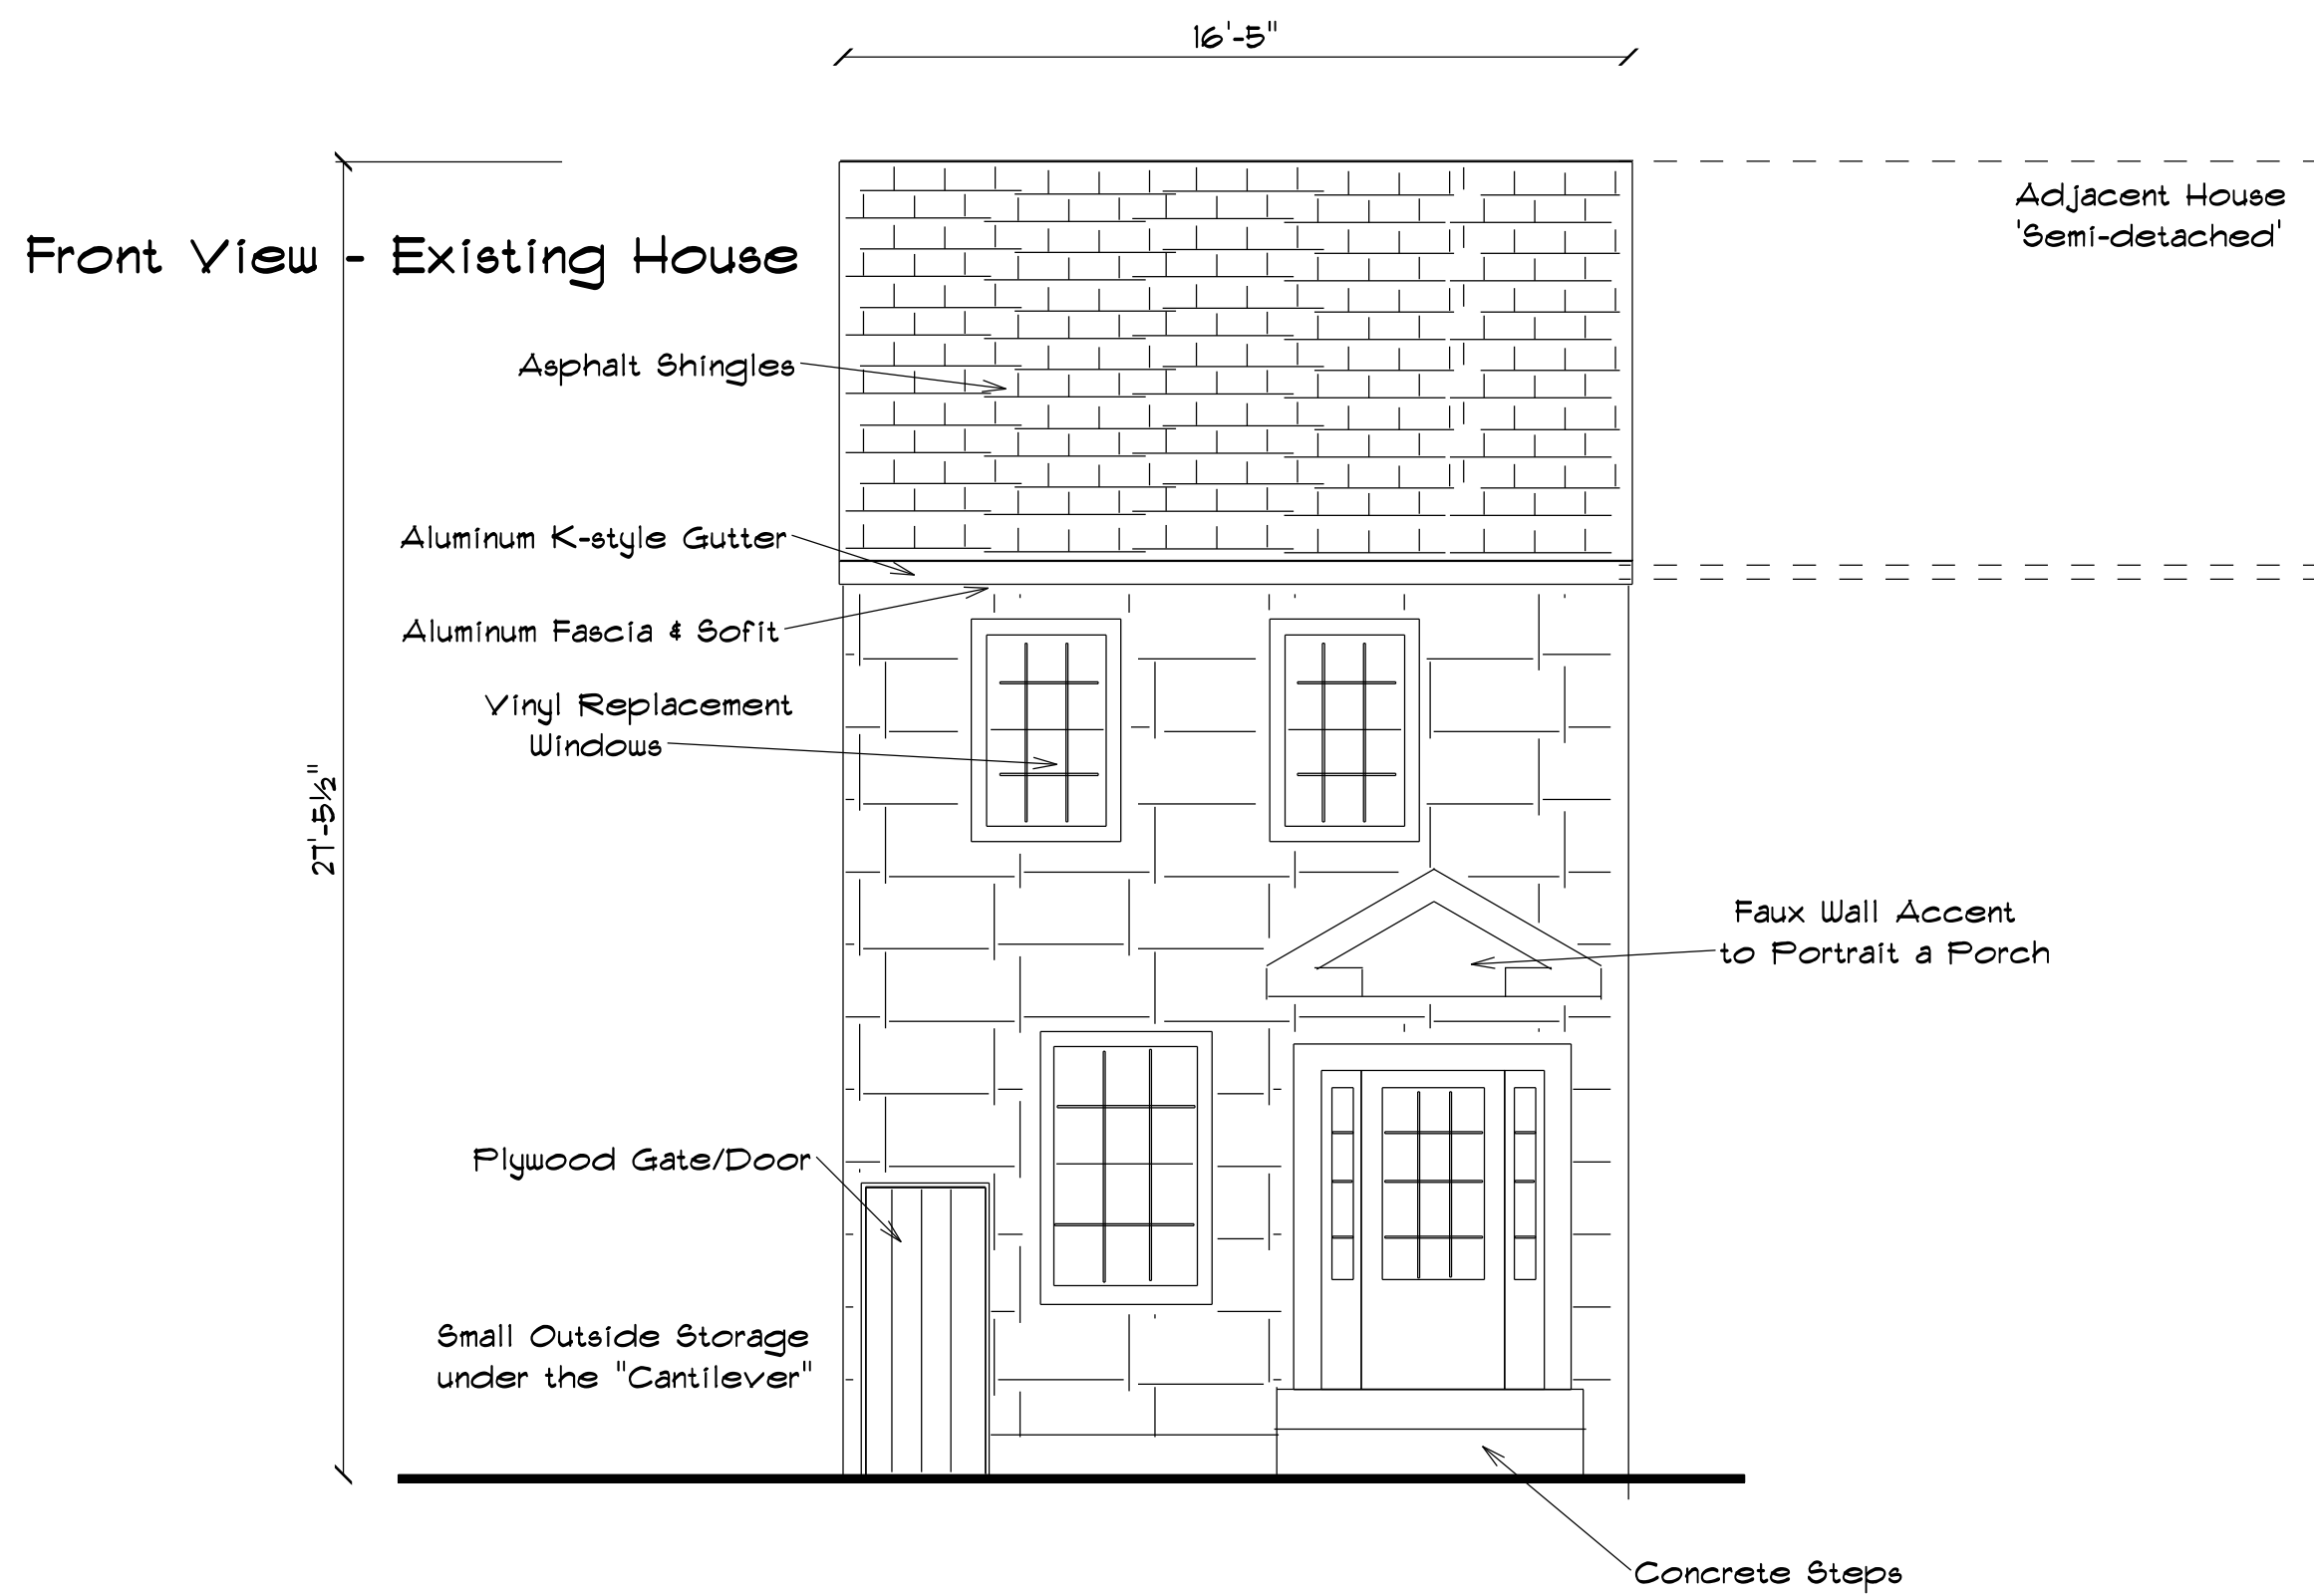 16'-5"
Adjacent House
'Semi-detached'
Front View - Existing House
Asphalt Shingles
Aluminum K-style Gutter
Aluminum Fascia & Sofit
Vinyl Replacement
Windows
27'-5½"
Faux Wall Accent
to Portrait a Porch
Plywood Gate/Door
Small Outside Storage
under the "Cantilever"
Concrete Steps